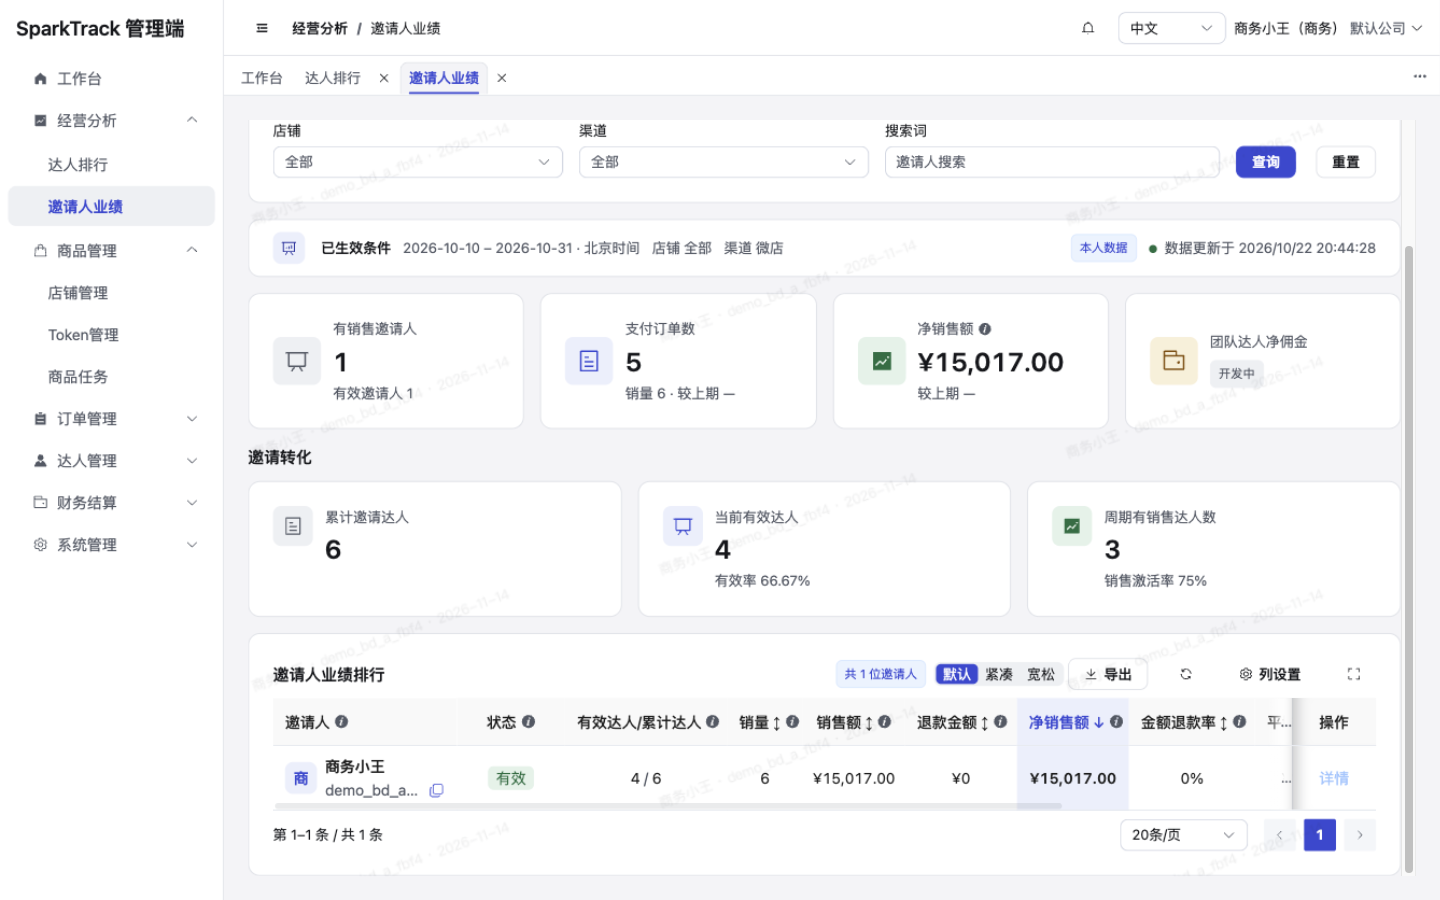 SparkTrack 管理端
经营分析 / 邀请人业绩
中文
商务小王（商务）
默认公司
工作台
达人排行
邀请人业绩
工作台
经营分析
达人排行
邀请人业绩
商品管理
店铺管理
Token管理
商品任务
订单管理
达人管理
财务结算
系统管理
店铺
渠道
搜索词
全部
全部
邀请人搜索
查询
重置
已生效条件 2026-10-10 – 2026-10-31 · 北京时间 店铺 全部 渠道 微店
本人数据
数据更新于 2026/10/22 20:44:28
有销售邀请人
1
有效邀请人 1
支付订单数
5
销量 6 · 较上期 —
净销售额
¥15,017.00
较上期 —
团队达人净佣金
开发中
邀请转化
累计邀请达人
6
当前有效达人
4
有效率 66.67%
周期有销售达人数
3
销售激活率 75%
邀请人业绩排行
共 1 位邀请人
默认 紧凑 宽松
导出
列设置
邀请人 状态 有效达人/累计达人 销量 销售额 退款金额 净销售额 金额退款率 平... 操作
商 商务小王 有效 4 / 6 6 ¥15,017.00 ¥0 ¥15,017.00 0% ... 详情
demo_bd_a...
第 1–1 条 / 共 1 条
20条/页
1
商务小王 · demo_bd_a_fbf4 · 2026-11-14